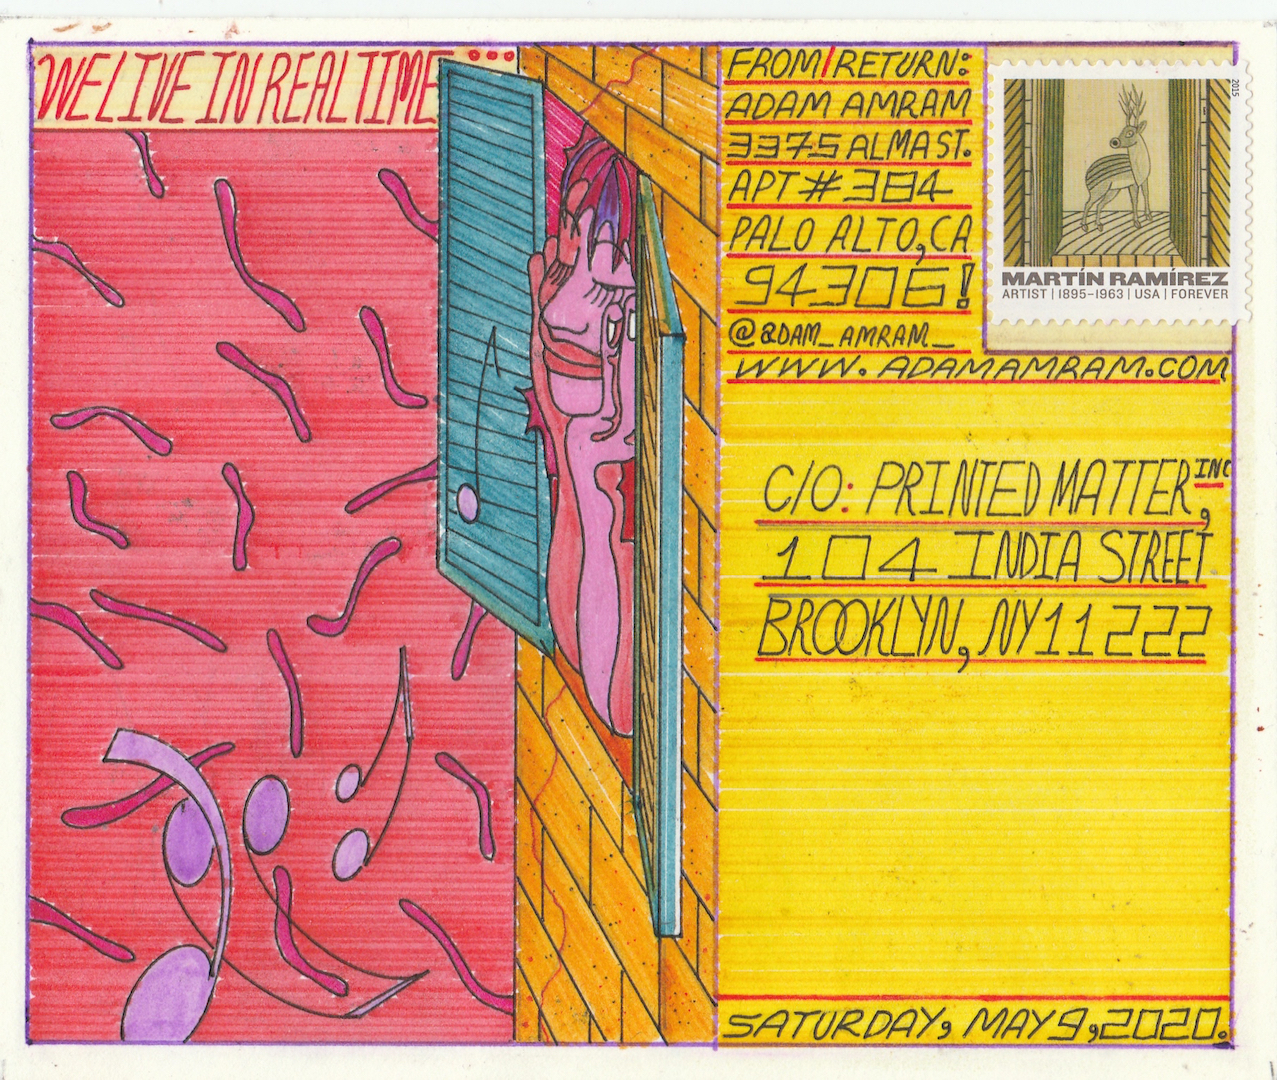 WE LIVE IN REAL TIME ...
FROM/RETURN:
ADAM AMRAM
3375 ALMA ST.
APT #384
PALO ALTO, CA
94306!
@adam_AMRAM_
WWW.ADAMAMRAM.COM
2015
MARTÍN RAMÍREZ
ARTIST | 1895–1963 | USA | FOREVER
C/O: PRINTED MATTER, INC
104 INDIA STREET
BROOKLYN, NY 11222
SATURDAY, MAY 9, 2020.